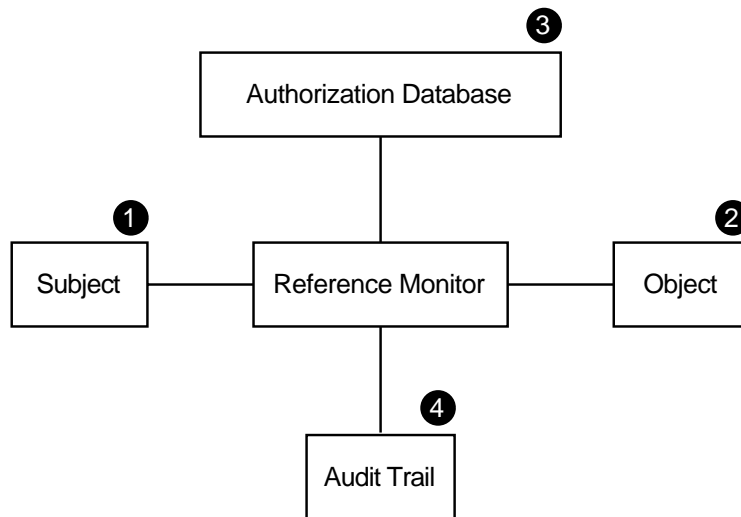 3
Authorization Database
1
2
Subject
Reference Monitor
Object
4
Audit Trail